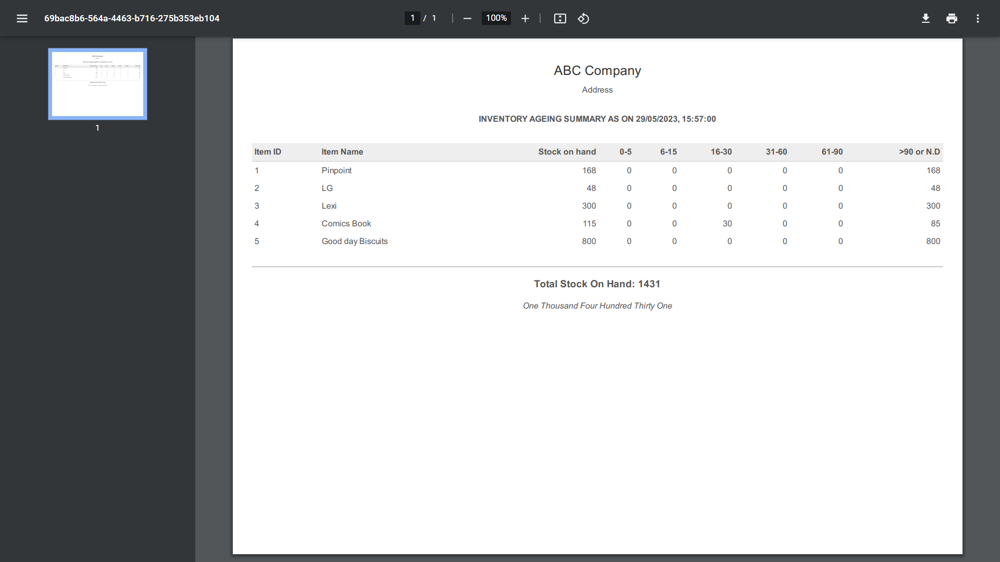 69bac8b6-564a-4463-b716-275b353eb104
1 / 1
100%
1
ABC Company
Address
INVENTORY AGEING SUMMARY AS ON 29/05/2023, 15:57:00
Item ID Item Name Stock on hand 0-5 6-15 16-30 31-60 61-90 >90 or N.D
1 Pinpoint 168 0 0 0 0 0 168
2 LG 48 0 0 0 0 0 48
3 Lexi 300 0 0 0 0 0 300
4 Comics Book 115 0 0 30 0 0 85
5 Good day Biscuits 800 0 0 0 0 0 800
Total Stock On Hand: 1431
One Thousand Four Hundred Thirty One